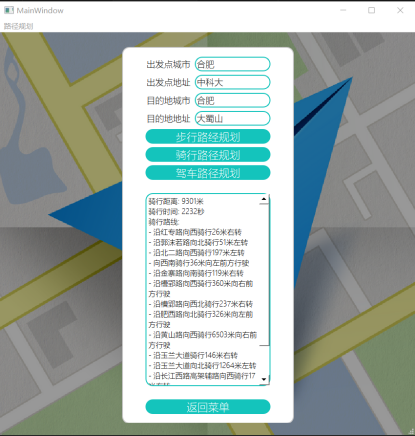 MainWindow
路径规划
出发点城市 合肥
出发点地址 中科大
目的地城市 合肥
目的地地址 大蜀山
步行路径规划
骑行路径规划
驾车路径规划
骑行距离: 9301米
骑行时间: 2232秒
骑行路线:
- 沿红专路向西骑行26米右转
- 沿郭沫若路向北骑行51米左转
- 沿北二路向西骑行197米左转
- 向西南骑行36米向左前方行驶
- 沿金寨路向南骑行119米右转
- 沿槽郢路向西骑行360米向右前
方行驶
- 沿槽郢路向西北骑行237米右转
- 沿肥西路向北骑行326米向左前
方行驶
- 沿黄山路向西骑行6503米向右前
方行驶
- 沿玉兰大道骑行146米右转
- 沿玉兰大道向北骑行1264米左转
- 沿长江西路高架辅路向西骑行17
返回菜单